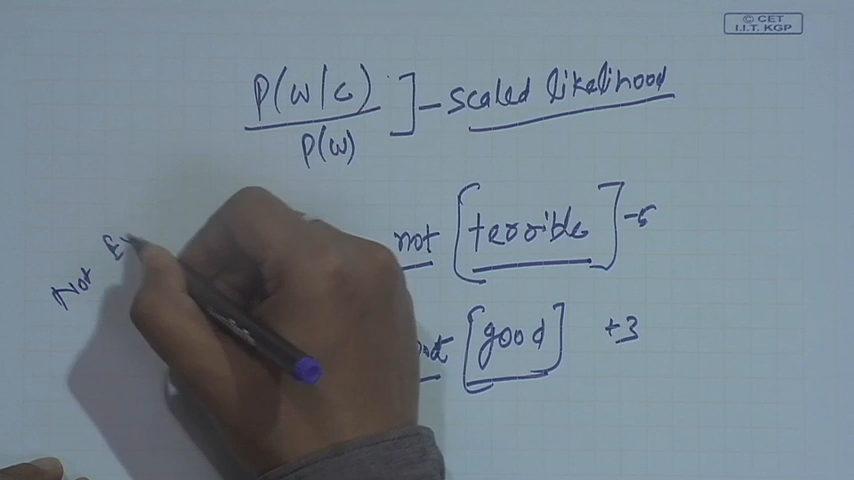 © CET
I.I.T. KGP
P(w/c) ] - scaled likelihood
P(w)
not [terrible] -5
[good] +3
Not